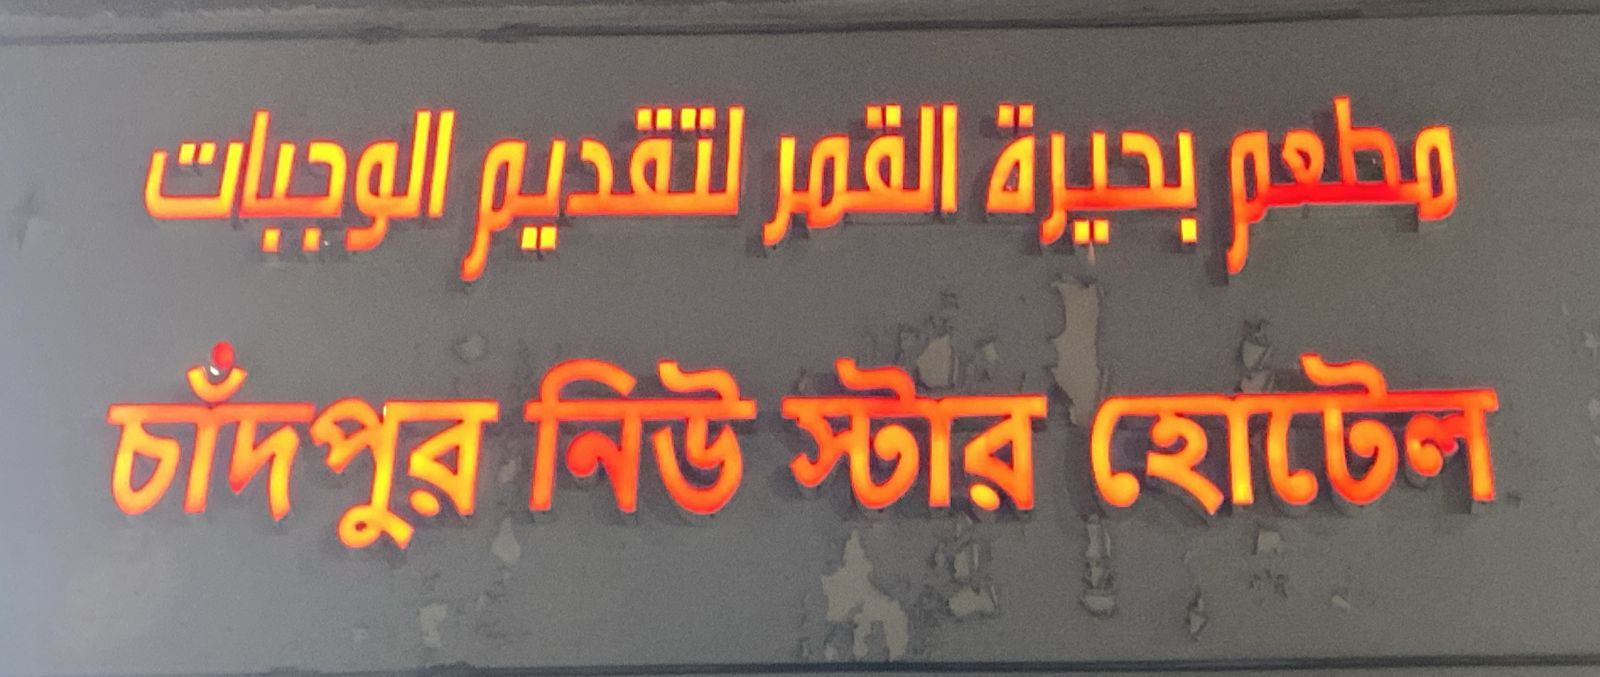 مطعم بحيرة القمر لتقديم الوجبات
চাঁদপুর নিউ স্টার হোটেল